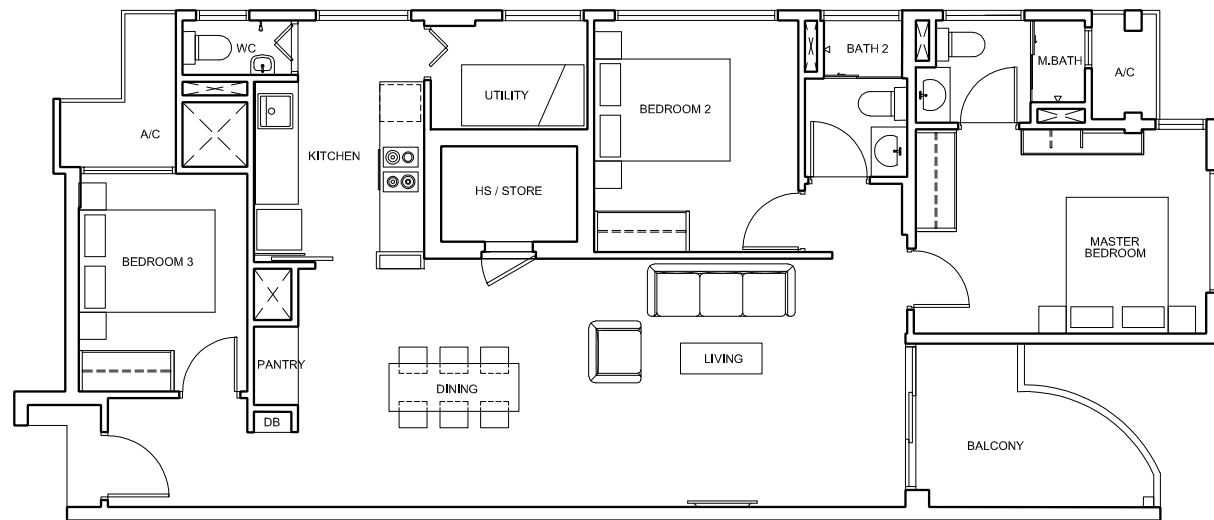 WC
BATH 2
M.BATH
A/C
UTILITY
BEDROOM 2
A/C
KITCHEN
HS / STORE
MASTER
BEDROOM
BEDROOM 3
PANTRY
LIVING
DINING
DB
BALCONY